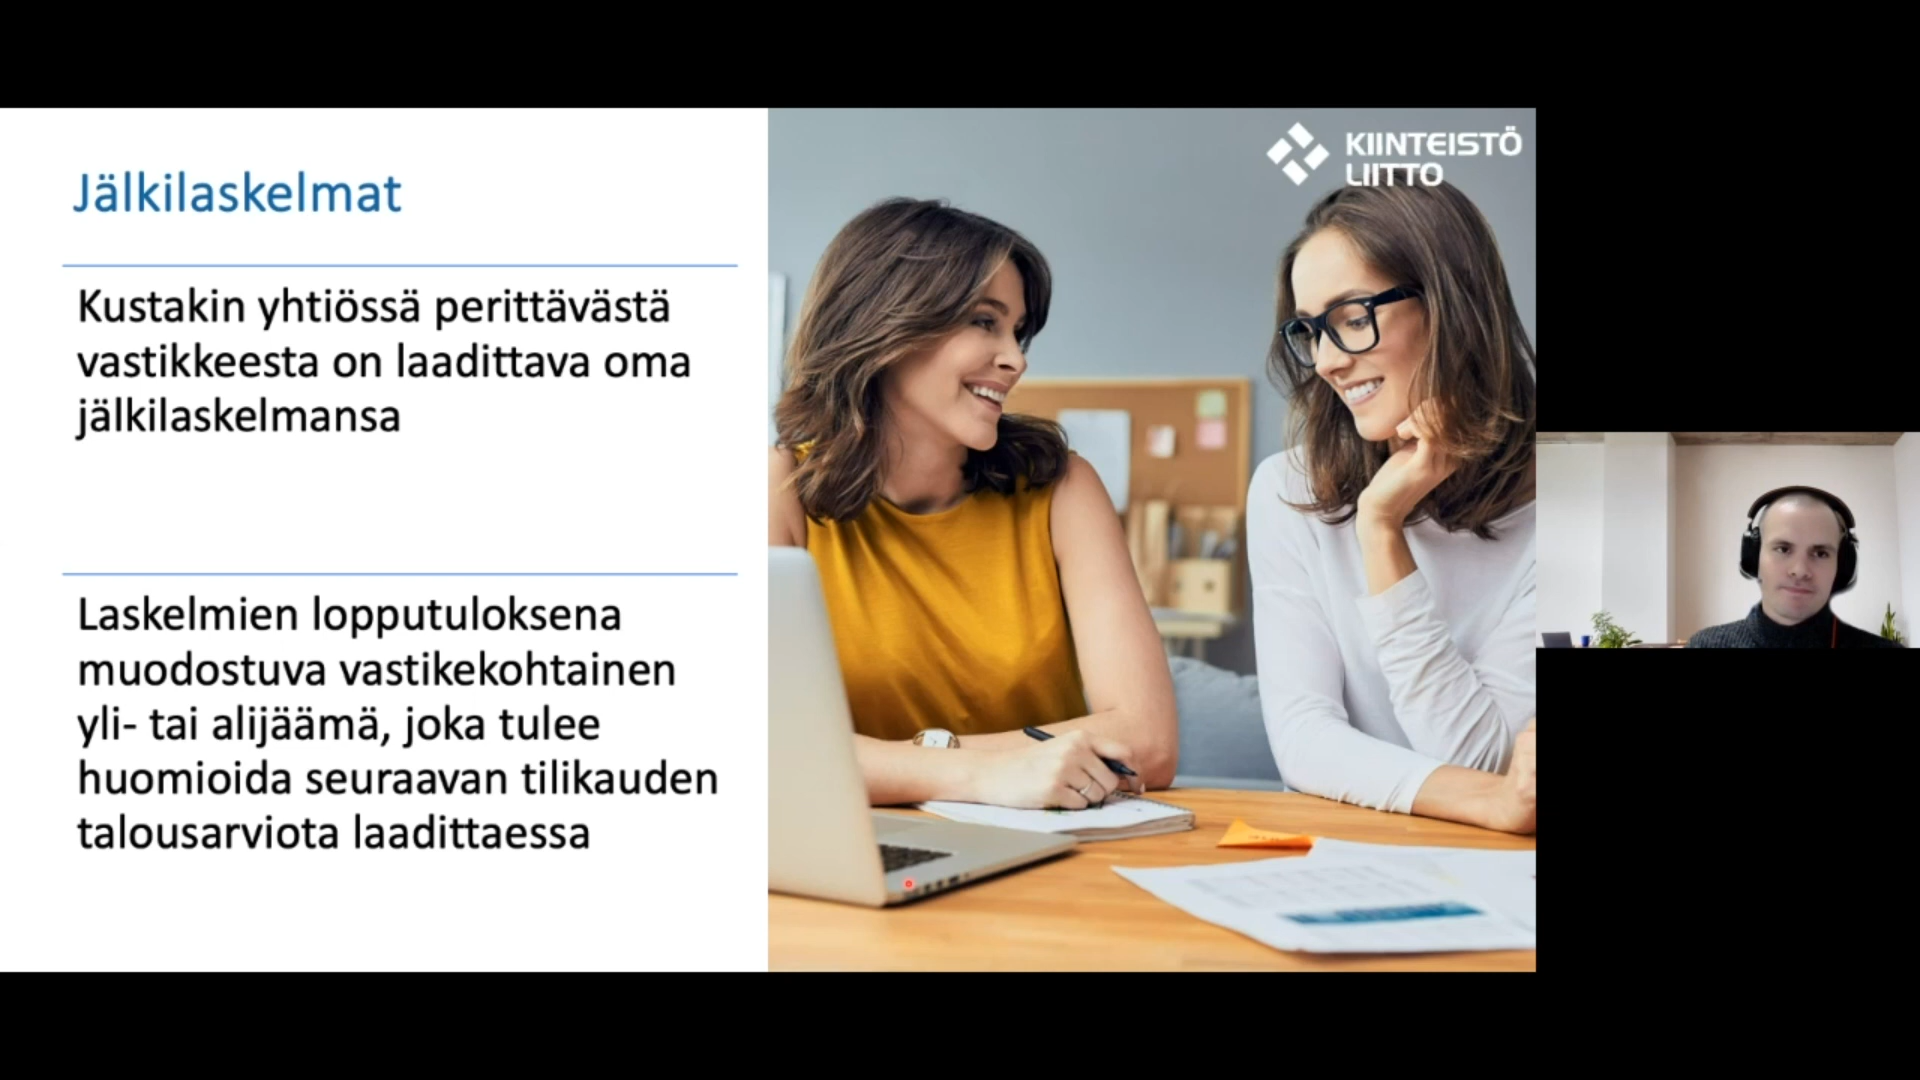 Jälkilaskelmat
Kustakin yhtiössä perittävästä
vastikkeesta on laadittava oma
jälkilaskelmansa
Laskelmien lopputuloksena
muodostuva vastikekohtainen
yli- tai alijäämä, joka tulee
huomioida seuraavan tilikauden
talousarviota laadittaessa
KIINTEISTÖ
LIITTO